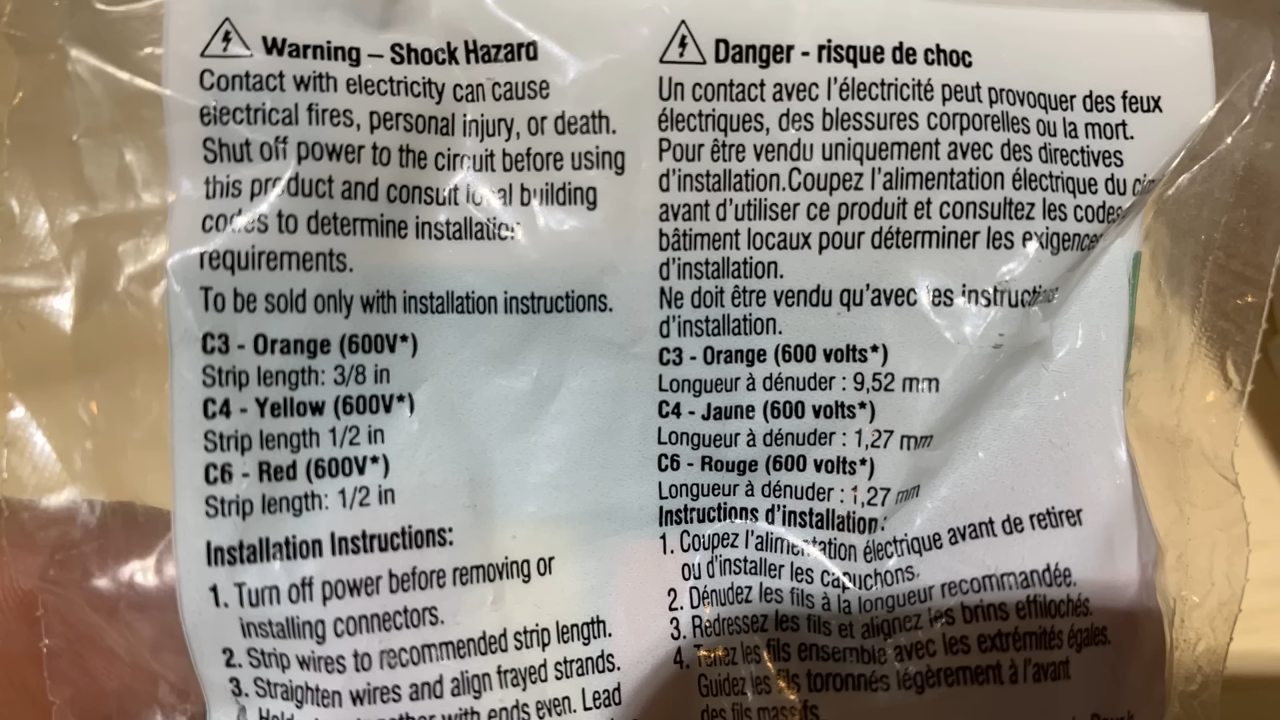 Warning – Shock Hazard
Contact with electricity can cause
electrical fires, personal injury, or death.
Shut off power to the circuit before using
this product and consult local building
codes to determine installation
requirements.
To be sold only with installation instructions.
C3 - Orange (600V*)
Strip length: 3/8 in
C4 - Yellow (600V*)
Strip length 1/2 in
C6 - Red (600V*)
Strip length: 1/2 in
Installation Instructions:
1. Turn off power before removing or
installing connectors.
2. Strip wires to recommended strip length.
3. Straighten wires and align frayed strands.
with ends even. Lead
Danger - risque de choc
Un contact avec l'électricité peut provoquer des feux
électriques, des blessures corporelles ou la mort.
Pour être vendu uniquement avec des directives
d'installation.Coupez l'alimentation électrique du
avant d'utiliser ce produit et consultez les codes
bâtiment locaux pour déterminer les exigences
d'installation.
Ne doit être vendu qu'avec les instructions
d'installation.
C3 - Orange (600 volts*)
Longueur à dénuder : 9,52 mm
C4 - Jaune (600 volts*)
Longueur à dénuder : 1,27 mm
C6 - Rouge (600 volts*)
Longueur à dénuder : 1,27 mm
Instructions d'installation:
1. Coupez l'alimentation électrique avant de retirer
ou d'installer les capuchons.
2. Dénudez les fils à la longueur recommandée.
3. Redressez les fils et alignez les brins effilochés.
4. Tenez les fils ensemble avec les extrémités égales.
Guidez les fils toronnés légèrement à l'avant
des fils massifs